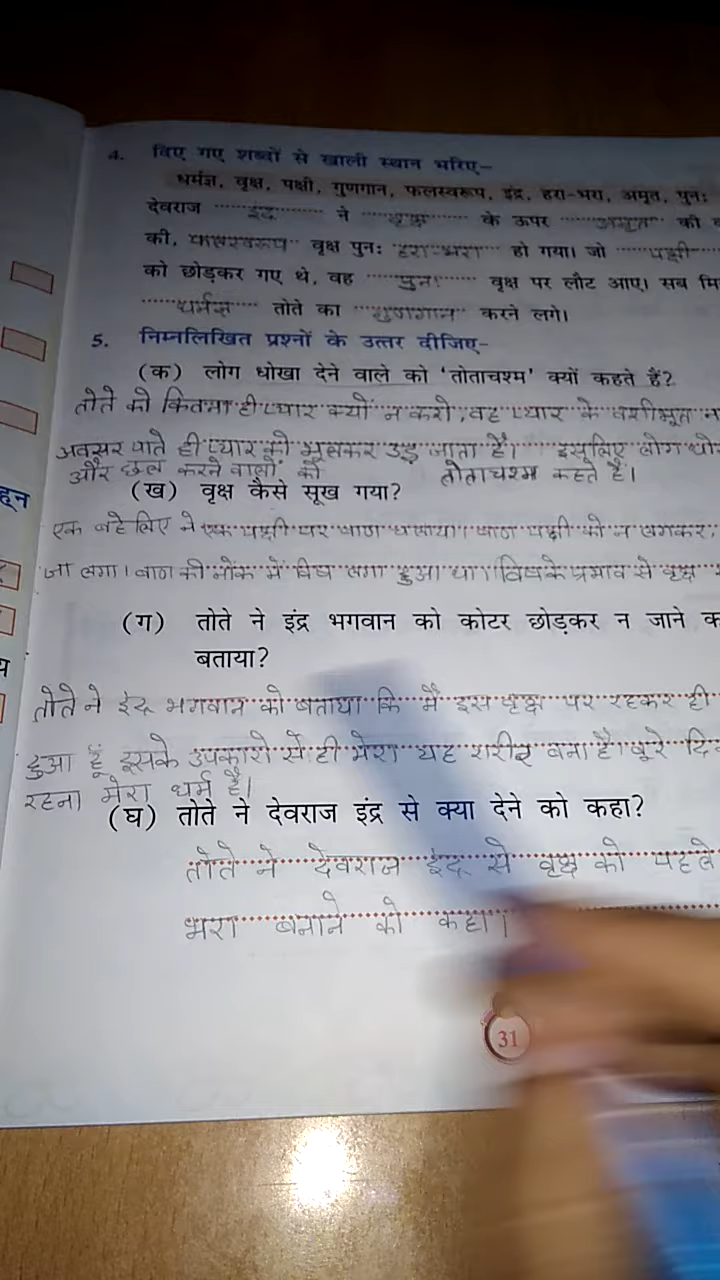 4. दिए गए शब्दों से खाली स्थान भरिए–
धर्मज्ञ, वृक्ष, पक्षी, गुणगान, फलस्वरूप, इंद्र, हरा-भरा, अमृत, पुनः
देवराज इंद्र ने वृक्ष के ऊपर अमृत की
की, फलस्वरूप वृक्ष पुनः हरा-भरा हो गया। जो पक्षी
को छोड़कर गए थे, वह पुनः वृक्ष पर लौट आए। सब
धर्मज्ञ तोते का गुणगान करने लगे।
5. निम्नलिखित प्रश्नों के उत्तर दीजिए–
(क) लोग धोखा देने वाले को 'तोताचश्म' क्यों कहते हैं?
तोते को कितना ही प्यार क्यों न करो, वह प्यार के वशीभूत
अवसर पाते ही प्यार को भूलकर उड़ जाता है। इसलिए लोग
और छल करने वालों को तोताचश्म कहते हैं।
(ख) वृक्ष कैसे सूख गया?
एक बहेलिए ने एक पक्षी पर बाण चलाया। बाण पक्षी को न लगकर,
जा लगा। बाण की नोंक में विष लगा हुआ था। विष के प्रभाव से वृक्ष
(ग) तोते ने इंद्र भगवान को कोटर छोड़कर न जाने
बताया?
तोते ने इंद्र भगवान को बताया कि मैं इस वृक्ष पर रहकर ही
हुआ हूँ इसके उपकारो से ही मेरा यह शरीर बना है। बुरे
रहना मेरा धर्म है।
(घ) तोते ने देवराज इंद्र से क्या देने को कहा?
तोते ने देवराज इंद्र से वृक्ष को पहले
भरा बनाने को कहा।
31